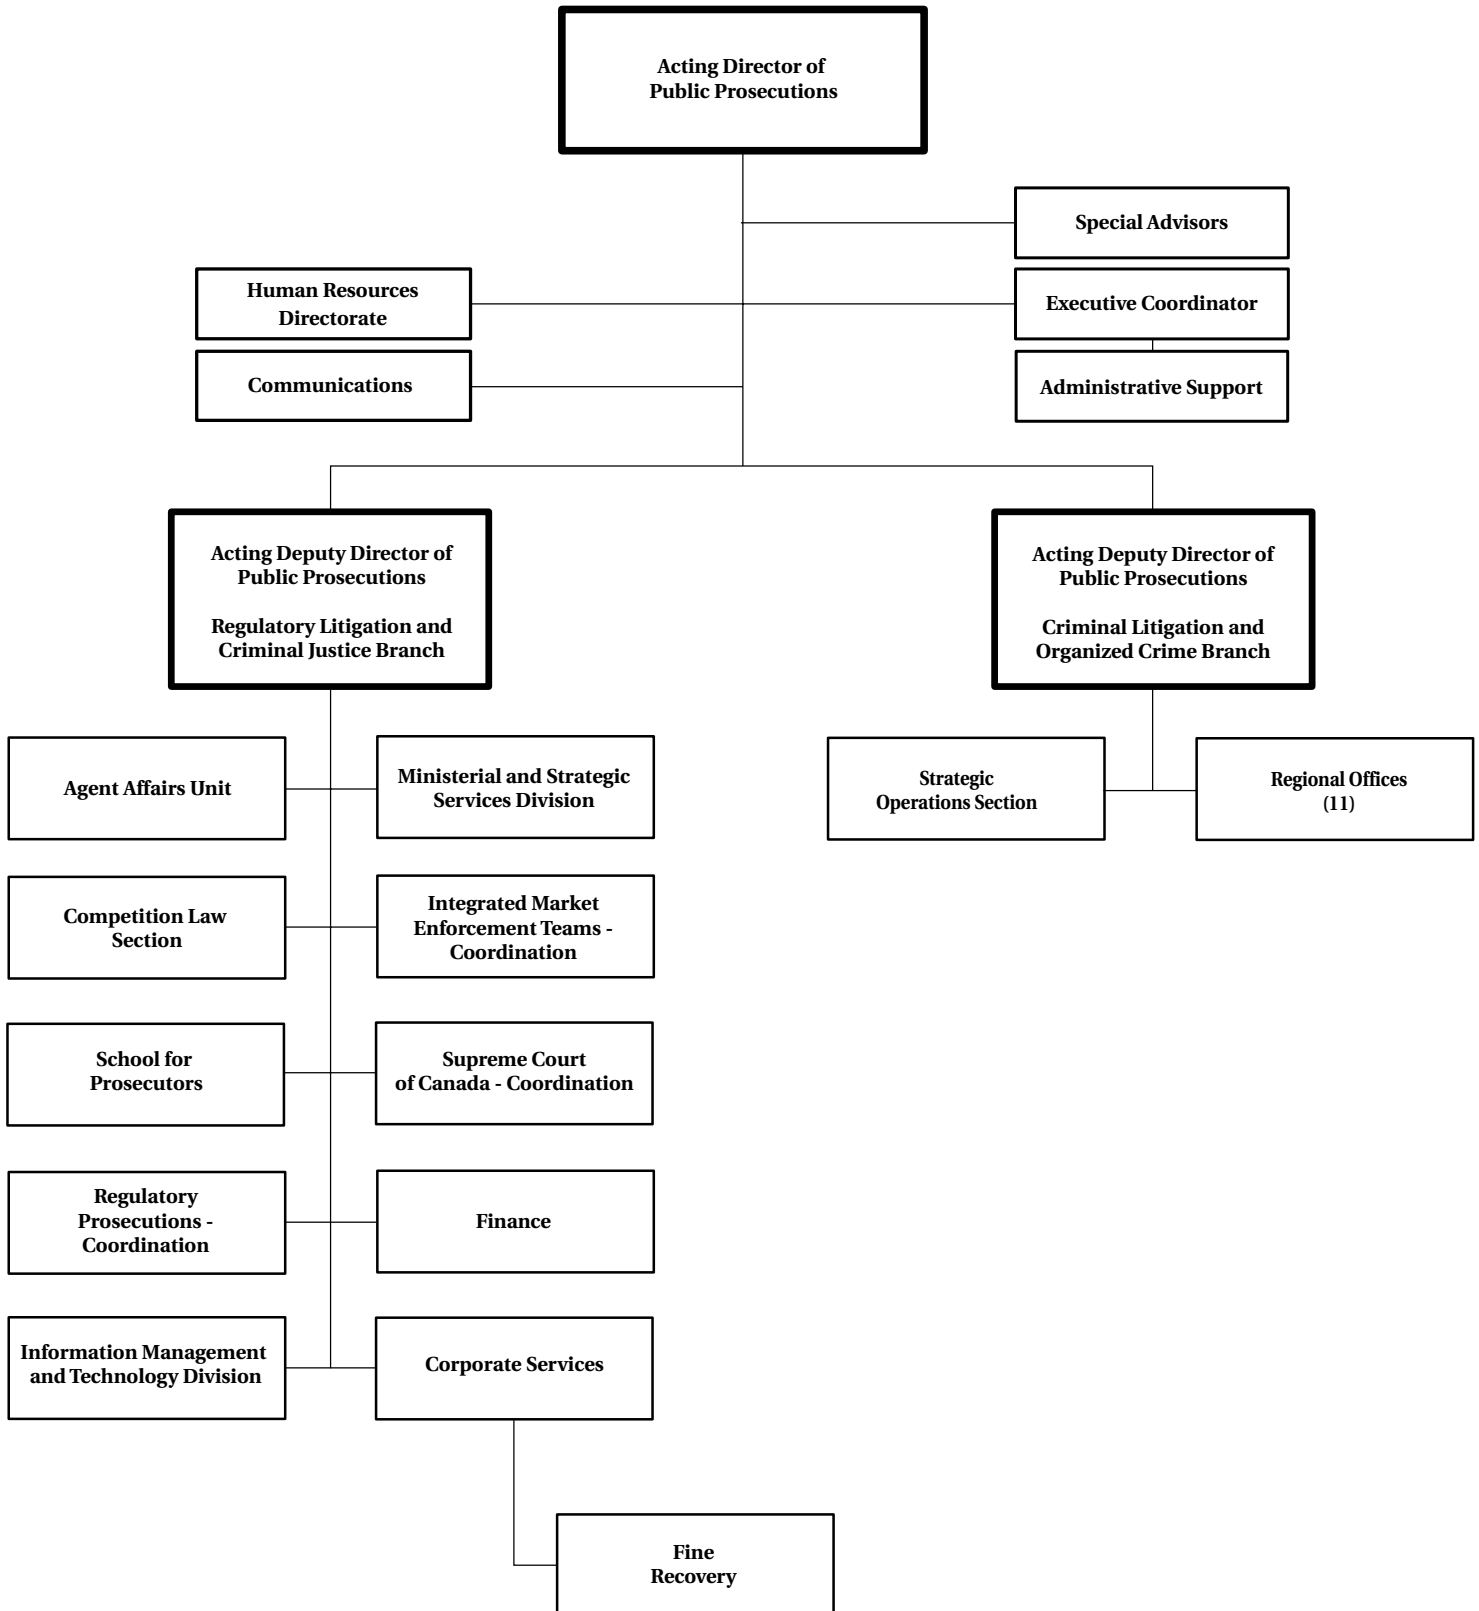 Acting Director of
Public Prosecutions
Special Advisors
Human Resources
Directorate
Executive Coordinator
Communications
Administrative Support
Acting Deputy Director of
Public Prosecutions
Regulatory Litigation and
Criminal Justice Branch
Acting Deputy Director of
Public Prosecutions
Criminal Litigation and
Organized Crime Branch
Agent Affairs Unit
Ministerial and Strategic
Services Division
Strategic
Operations Section
Regional Offices
(11)
Competition Law
Section
Integrated Market
Enforcement Teams -
Coordination
School for
Prosecutors
Supreme Court
of Canada - Coordination
Regulatory
Prosecutions -
Coordination
Finance
Information Management
and Technology Division
Corporate Services
Fine
Recovery